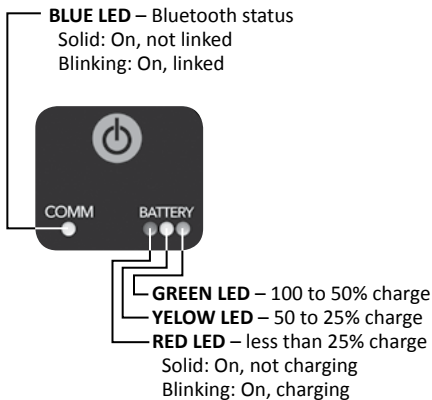 BLUE LED – Bluetooth status
Solid: On, not linked
Blinking: On, linked
COMM
BATTERY
GREEN LED – 100 to 50% charge
YELOW LED – 50 to 25% charge
RED LED – less than 25% charge
Solid: On, not charging
Blinking: On, charging